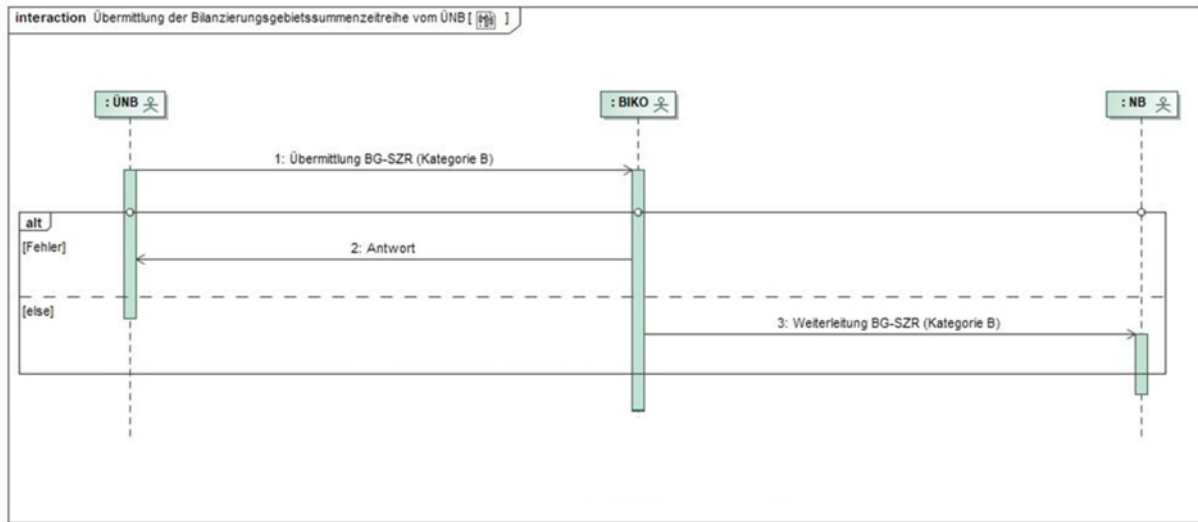 interaction Übermittlung der Bilanzierungsgebietssummenzeitreihe vom ÜNB [ ]
: ÜNB
: BIKO
: NB
1: Übermittlung BG-SZR (Kategorie B)
alt
[Fehler]
2: Antwort
[else]
3: Weiterleitung BG-SZR (Kategorie B)